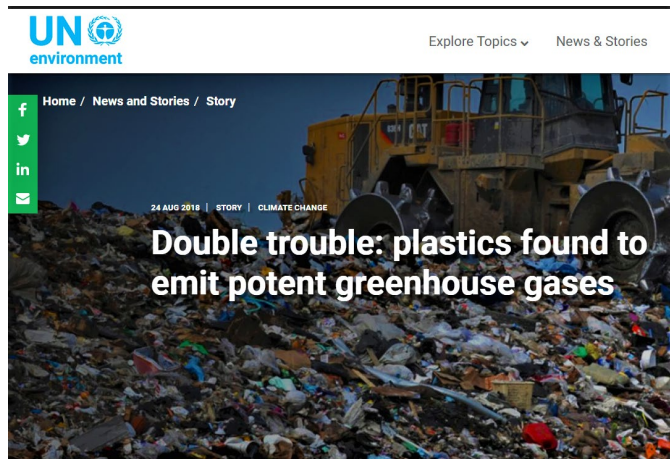 UN
environment
Explore Topics
News & Stories
Home / News and Stories / Story
24 AUG 2018 | STORY | CLIMATE CHANGE
Double trouble: plastics found to
emit potent greenhouse gases
CAT